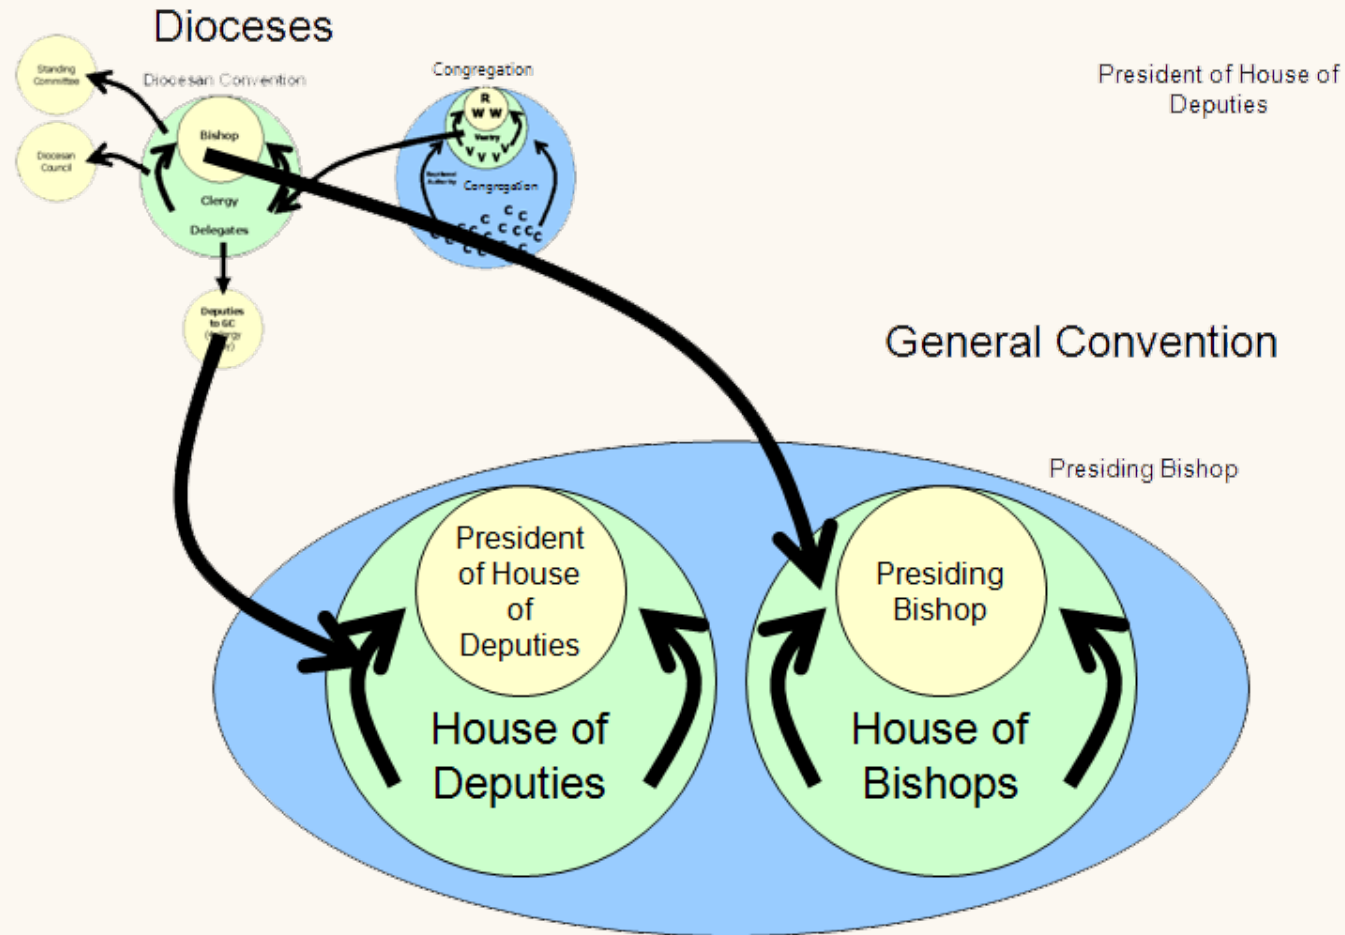 Dioceses
Standing
Committee
Diocesan Convention
Congregation
President of House of
Deputies
R
W W
Bishop
Vestry
V V V V V
Diocesan
Council
Congregation
Authority
Clergy
Delegates
C C C C C C C C C C C C C
Deputies
to GC
General Convention
Presiding Bishop
President
of House
of
Deputies
House of
Deputies
Presiding
Bishop
House of
Bishops